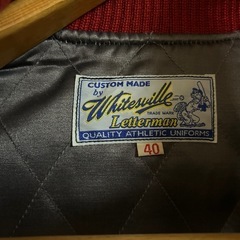 CUSTOM MADE
by
Whitesville
TRADE MARK
Letterman
QUALITY ATHLETIC UNIFORMS
40